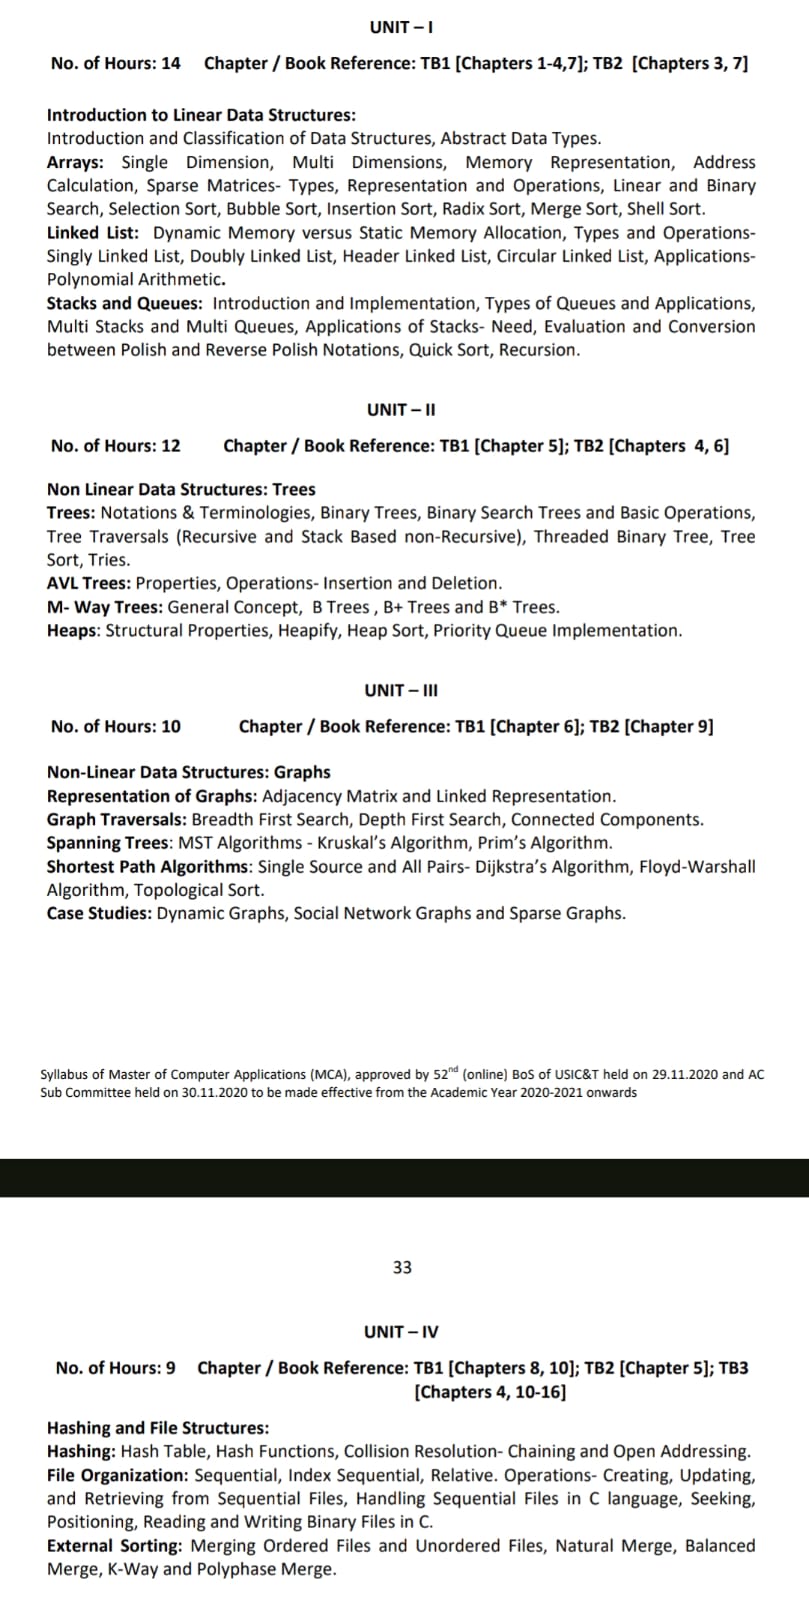 UNIT – I
No. of Hours: 14 Chapter / Book Reference: TB1 [Chapters 1-4,7]; TB2 [Chapters 3, 7]
Introduction to Linear Data Structures:
Introduction and Classification of Data Structures, Abstract Data Types.
Arrays: Single Dimension, Multi Dimensions, Memory Representation, Address
Calculation, Sparse Matrices- Types, Representation and Operations, Linear and Binary
Search, Selection Sort, Bubble Sort, Insertion Sort, Radix Sort, Merge Sort, Shell Sort.
Linked List: Dynamic Memory versus Static Memory Allocation, Types and Operations-
Singly Linked List, Doubly Linked List, Header Linked List, Circular Linked List, Applications-
Polynomial Arithmetic.
Stacks and Queues: Introduction and Implementation, Types of Queues and Applications,
Multi Stacks and Multi Queues, Applications of Stacks- Need, Evaluation and Conversion
between Polish and Reverse Polish Notations, Quick Sort, Recursion.
UNIT – II
No. of Hours: 12 Chapter / Book Reference: TB1 [Chapter 5]; TB2 [Chapters 4, 6]
Non Linear Data Structures: Trees
Trees: Notations & Terminologies, Binary Trees, Binary Search Trees and Basic Operations,
Tree Traversals (Recursive and Stack Based non-Recursive), Threaded Binary Tree, Tree
Sort, Tries.
AVL Trees: Properties, Operations- Insertion and Deletion.
M- Way Trees: General Concept, B Trees , B+ Trees and B* Trees.
Heaps: Structural Properties, Heapify, Heap Sort, Priority Queue Implementation.
UNIT – III
No. of Hours: 10 Chapter / Book Reference: TB1 [Chapter 6]; TB2 [Chapter 9]
Non-Linear Data Structures: Graphs
Representation of Graphs: Adjacency Matrix and Linked Representation.
Graph Traversals: Breadth First Search, Depth First Search, Connected Components.
Spanning Trees: MST Algorithms - Kruskal’s Algorithm, Prim’s Algorithm.
Shortest Path Algorithms: Single Source and All Pairs- Dijkstra’s Algorithm, Floyd-Warshall
Algorithm, Topological Sort.
Case Studies: Dynamic Graphs, Social Network Graphs and Sparse Graphs.
Syllabus of Master of Computer Applications (MCA), approved by 52nd (online) BoS of USIC&T held on 29.11.2020 and AC
Sub Committee held on 30.11.2020 to be made effective from the Academic Year 2020-2021 onwards
33
UNIT – IV
No. of Hours: 9 Chapter / Book Reference: TB1 [Chapters 8, 10]; TB2 [Chapter 5]; TB3
[Chapters 4, 10-16]
Hashing and File Structures:
Hashing: Hash Table, Hash Functions, Collision Resolution- Chaining and Open Addressing.
File Organization: Sequential, Index Sequential, Relative. Operations- Creating, Updating,
and Retrieving from Sequential Files, Handling Sequential Files in C language, Seeking,
Positioning, Reading and Writing Binary Files in C.
External Sorting: Merging Ordered Files and Unordered Files, Natural Merge, Balanced
Merge, K-Way and Polyphase Merge.